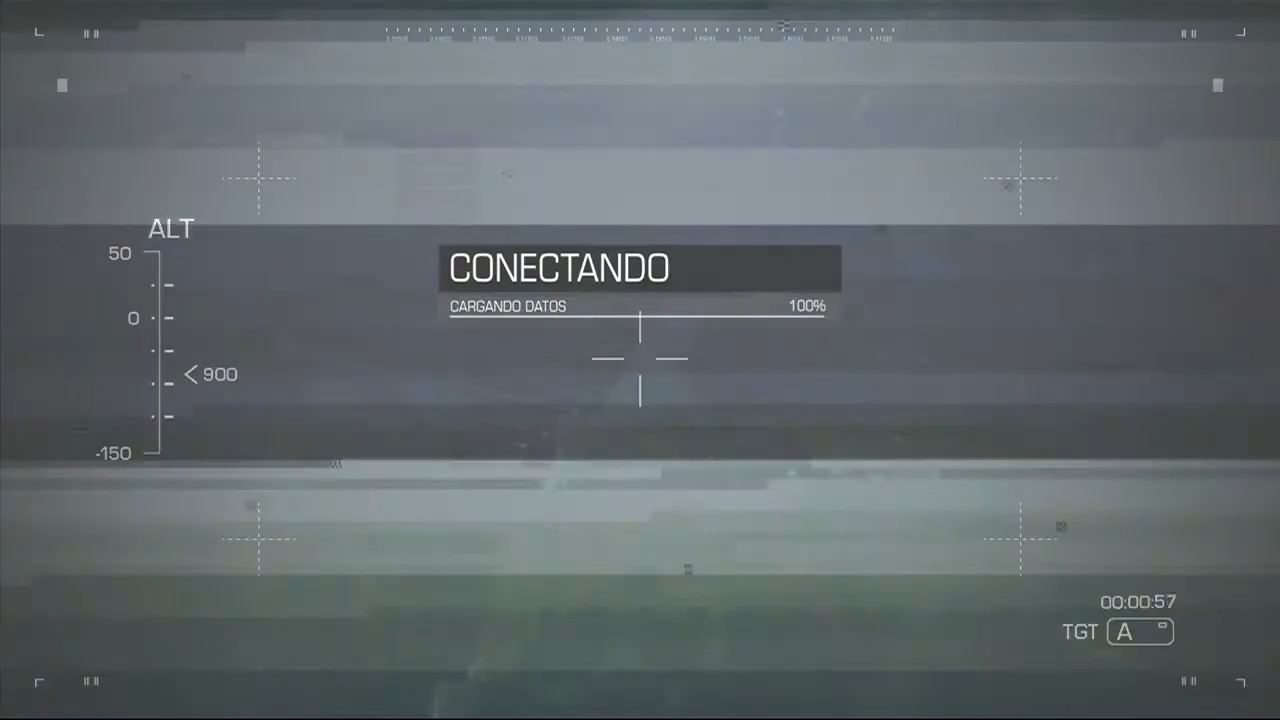 ALT
50
CONECTANDO
CARGANDO DATOS 100%
0
900
-150
00:00:57
TGT A